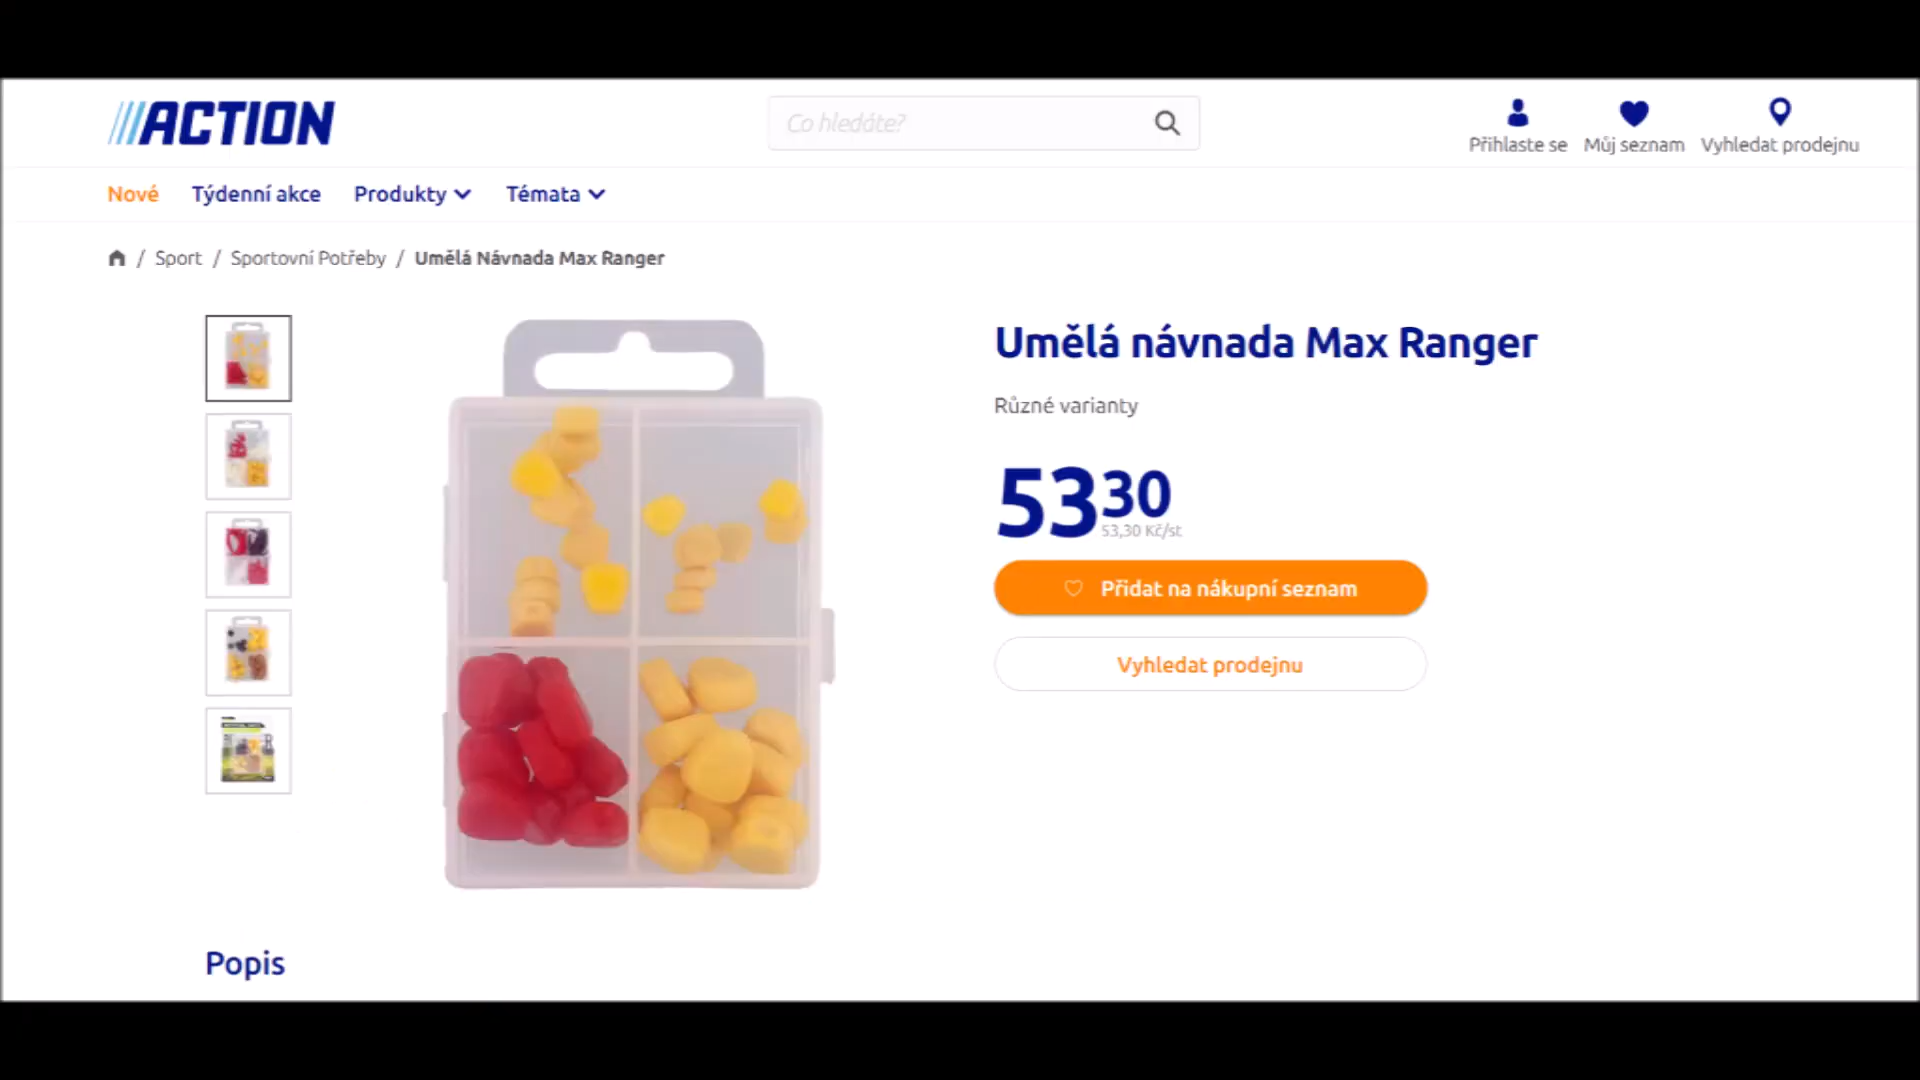 ACTION
Co hledáte?
Přihlaste se
Můj seznam
Vyhledat prodejnu
Nové
Týdenní akce
Produkty
Témata
/ Sport / Sportovní Potřeby / Umělá Návnada Max Ranger
Umělá návnada Max Ranger
Různé varianty
5330
53,30 Kč/st
Přidat na nákupní seznam
Vyhledat prodejnu
Popis